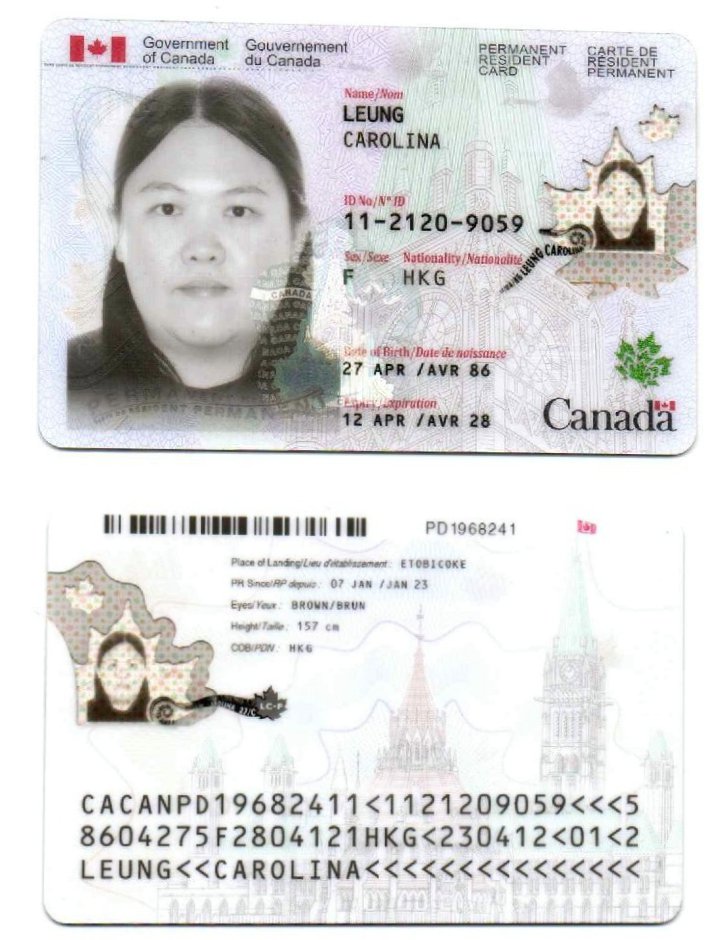 Government
of Canada
Gouvernement
du Canada
PERMANENT
RESIDENT
CARD
CARTE DE
RÉSIDENT
PERMANENT
Name/Nom
LEUNG
CAROLINA
ID No/Nº ID
11-2120-9059
Sex/Sexe Nationality/Nationalité
F HKG
LEUNG CAROLINA
CANADA
Date of Birth/Date de naissance
27 APR /AVR 86
Expiry/Expiration
12 APR /AVR 28
Canada
PD1968241
Place of Landing/Lieu d'établissement: ETOBICOKE
PR Since/RP depuis: 07 JAN /JAN 23
Eyes/Yeux: BROWN/BRUN
Height/Taille: 157 cm
COB/PDN: HKG
CACANPD19682411<1121209059<<<5
8604275F2804121HKG<230412<01<2
LEUNG<<CAROLINA<<<<<<<<<<<<<<<